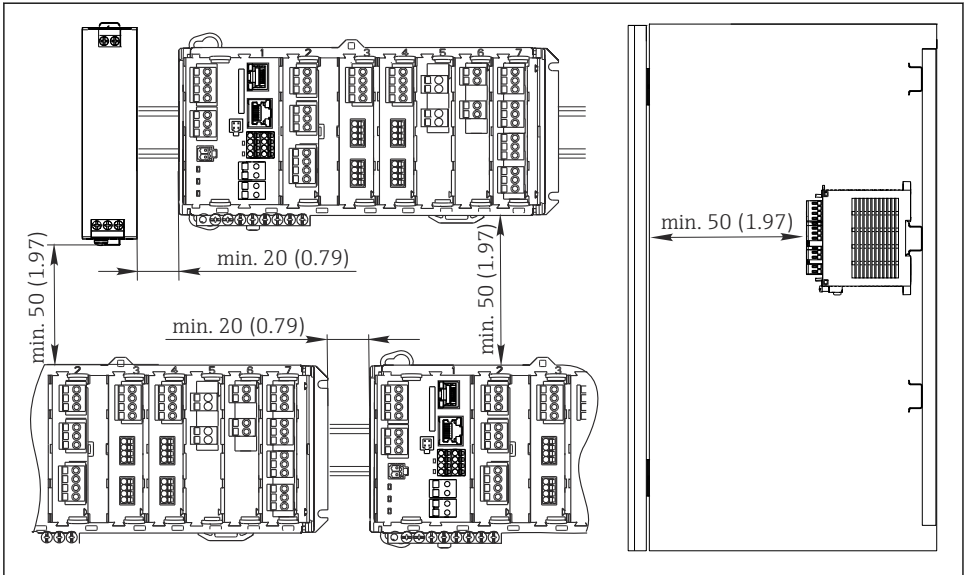 1 2 3 4 5 6 7
min. 50 (1.97)
min. 20 (0.79)
min. 50 (1.97)
min. 50 (1.97)
min. 20 (0.79)
2 3 4 5 6 7
1 2 3